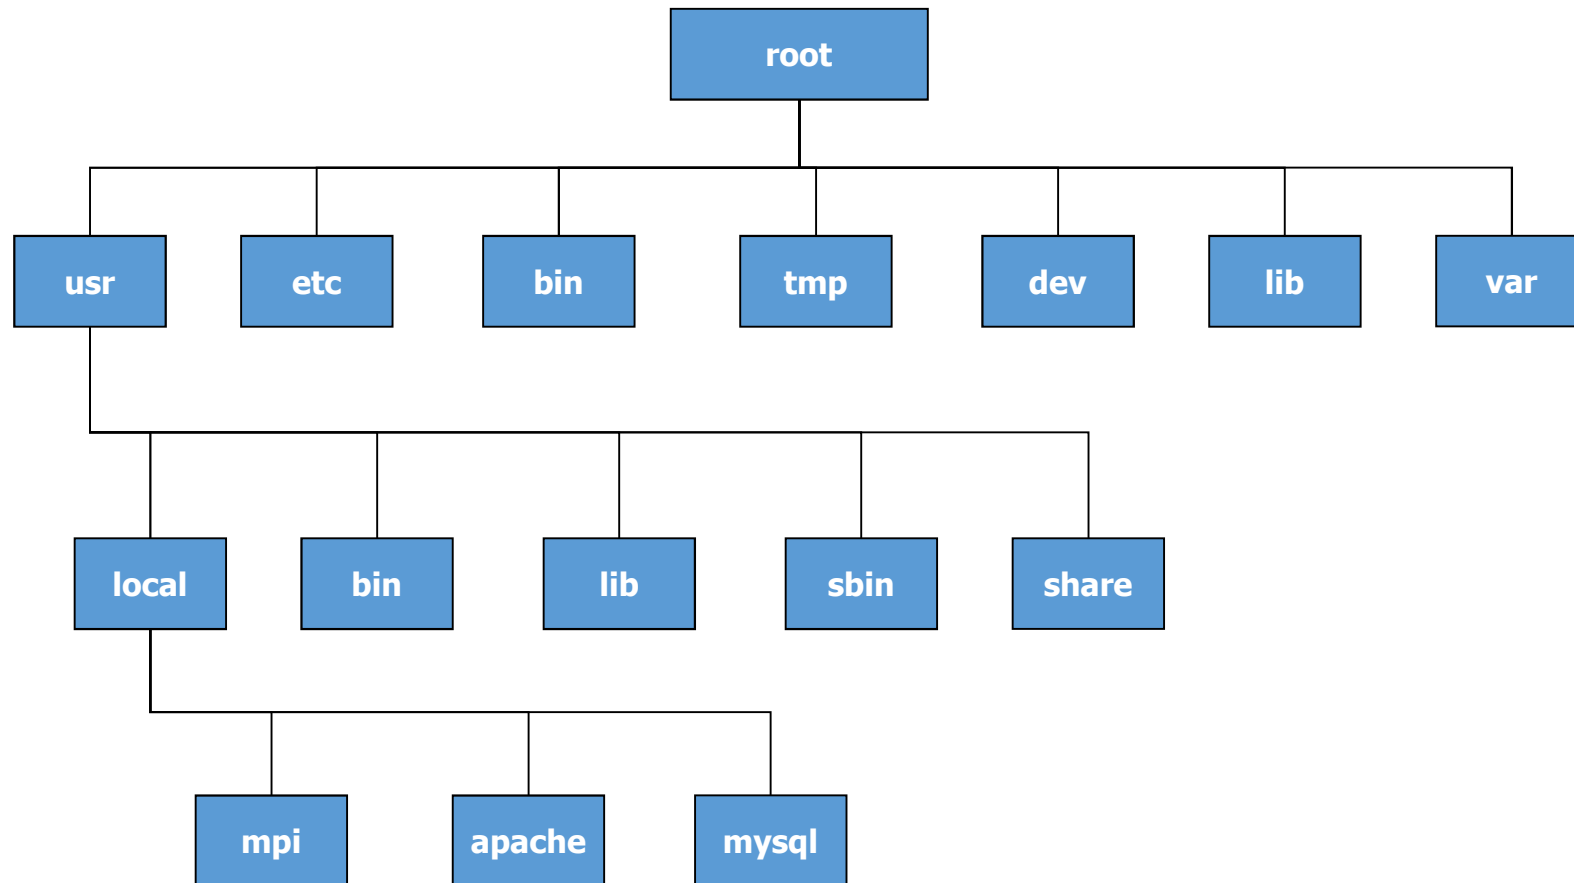 root
usr etc bin tmp dev lib var
local bin lib sbin share
mpi apache mysql